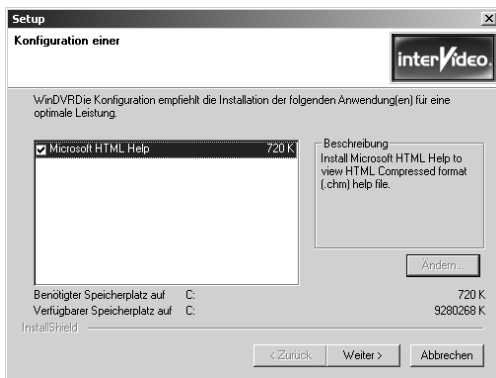 Setup
Konfiguration einer
interVideo.
WinDVRDie Konfiguration empfiehlt die Installation der folgenden Anwendung(en) für eine
optimale Leistung.
Microsoft HTML Help 720 K
Beschreibung
Install Microsoft HTML Help to
view HTML Compressed format
(.chm) help file.
Ändern...
Benötigter Speicherplatz auf C: 720 K
Verfügbarer Speicherplatz auf C: 9280268 K
InstallShield
< Zurück Weiter > Abbrechen